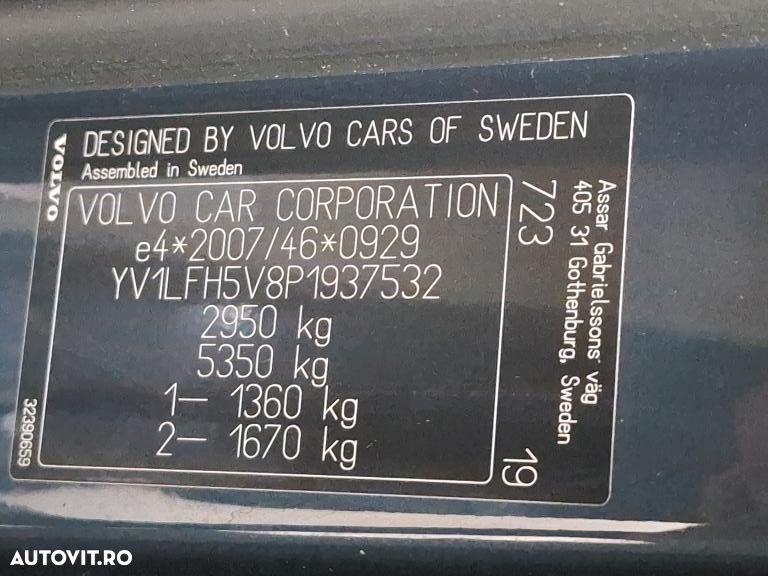 VOLVO
DESIGNED BY VOLVO CARS OF SWEDEN
Assembled in Sweden
VOLVO CAR CORPORATION
e4*2007/46*0929
YV1LFH5V8P1937532
2950 kg
5350 kg
1– 1360 kg
2– 1670 kg
723
19
Assar Gabrielssons väg
405 31 Gothenburg, Sweden
32390659
AUTOVIT.RO